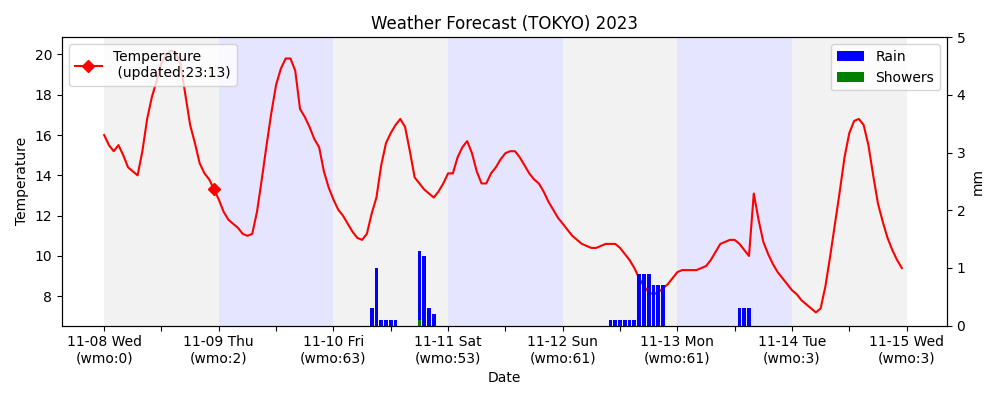 Weather Forecast (TOKYO) 2023
Temperature
(updated:23:13)
Rain
Showers
20
18
16
14
12
10
8
Temperature
5
4
3
2
1
0
mm
11-08 Wed
(wmo:0)
11-09 Thu
(wmo:2)
11-10 Fri
(wmo:63)
11-11 Sat
(wmo:53)
11-12 Sun
(wmo:61)
11-13 Mon
(wmo:61)
11-14 Tue
(wmo:3)
11-15 Wed
(wmo:3)
Date